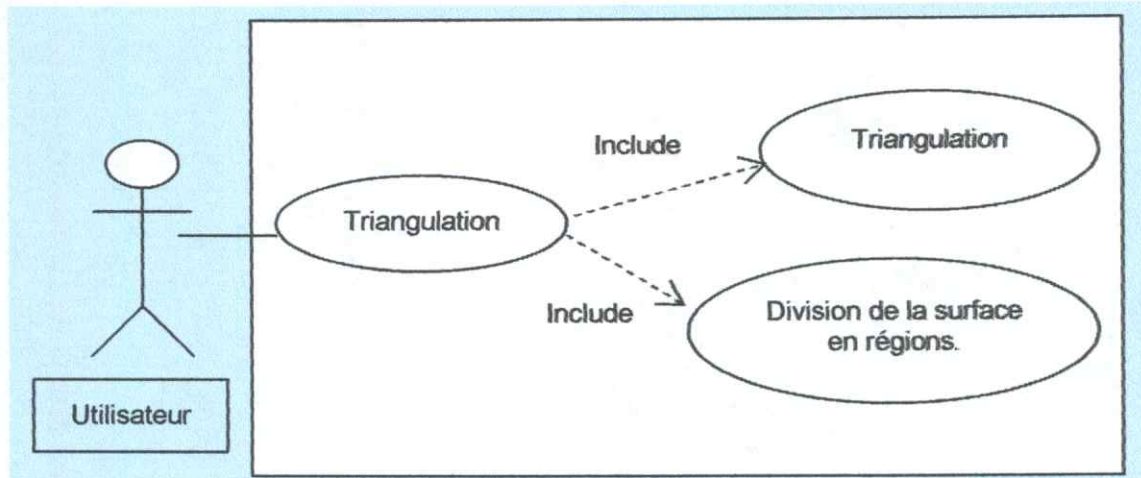 Include
Triangulation
Triangulation
Include
Division de la surface
en régions.
Utilisateur